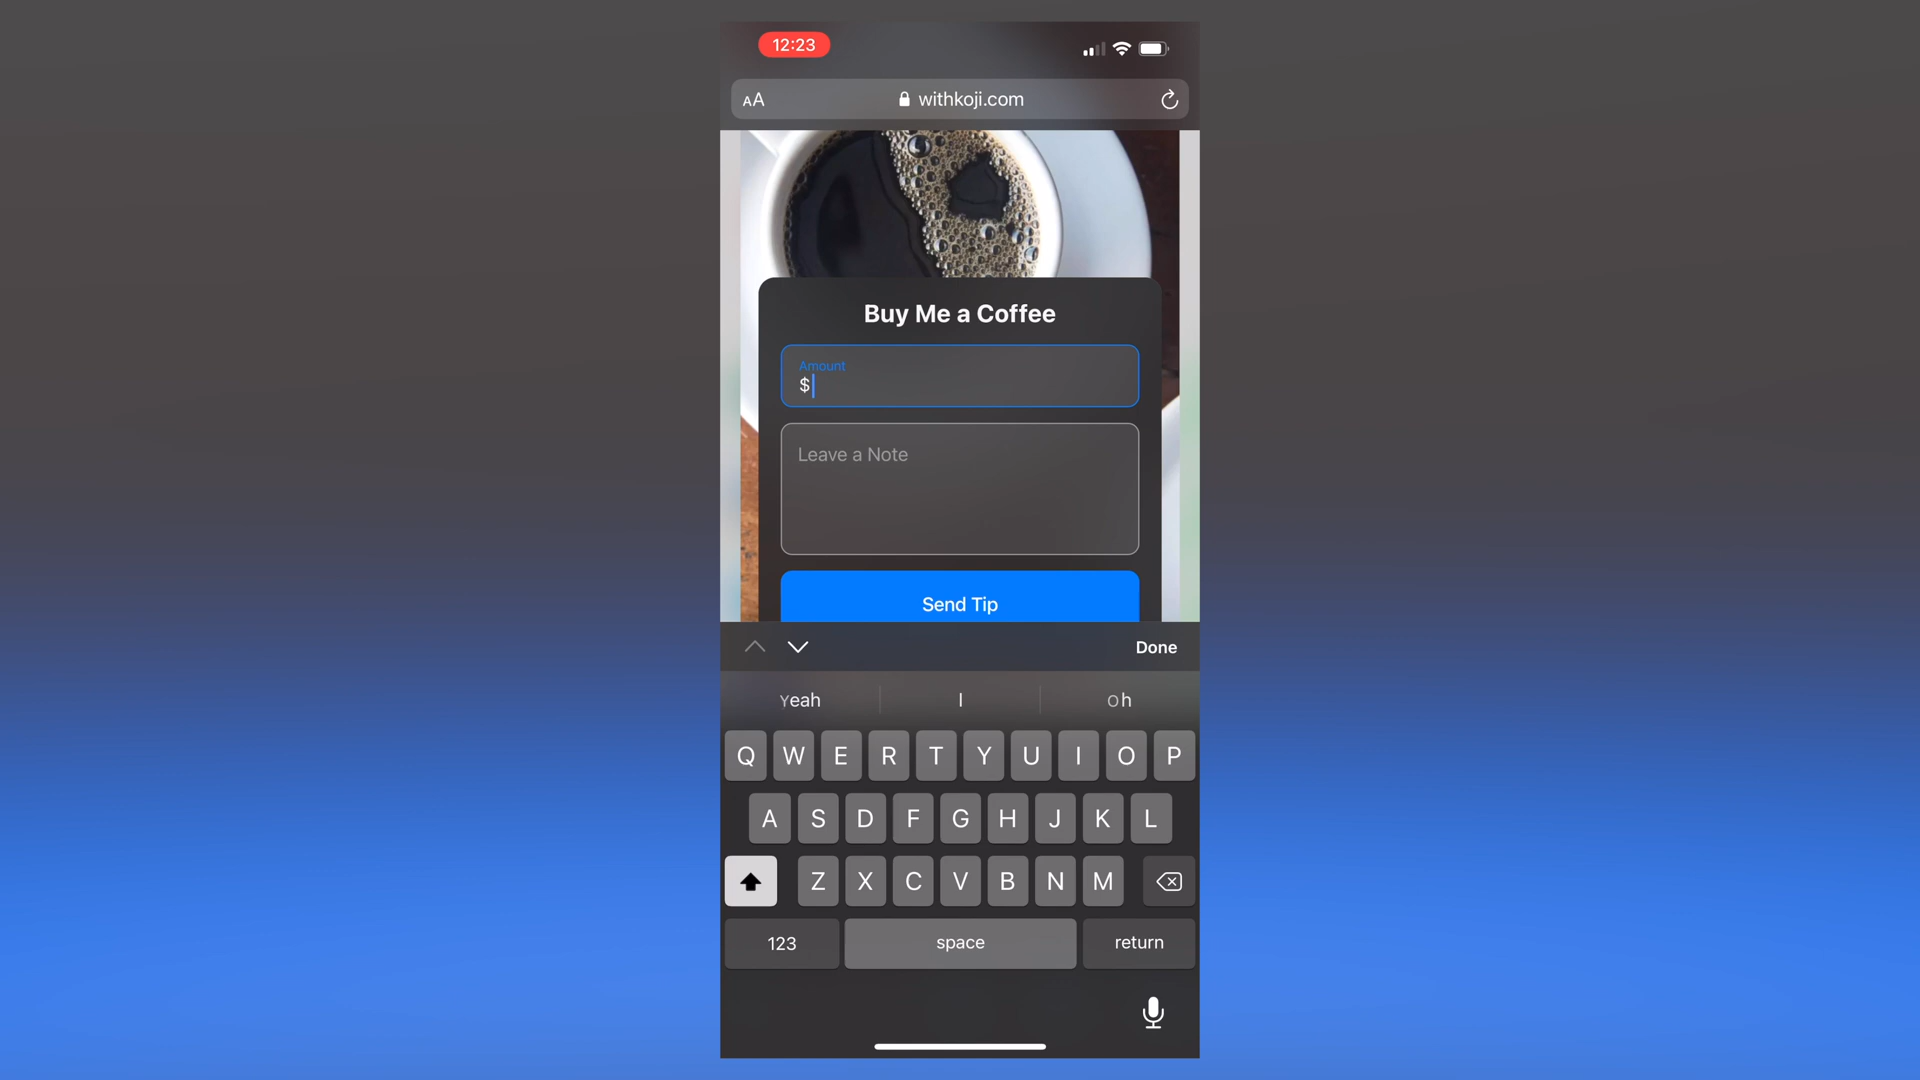 12:23
AA withkoji.com
Buy Me a Coffee
Amount
$
Leave a Note
Send Tip
Done
Yeah I Oh
Q W E R T Y U I O P
A S D F G H J K L
Z X C V B N M
123 space return